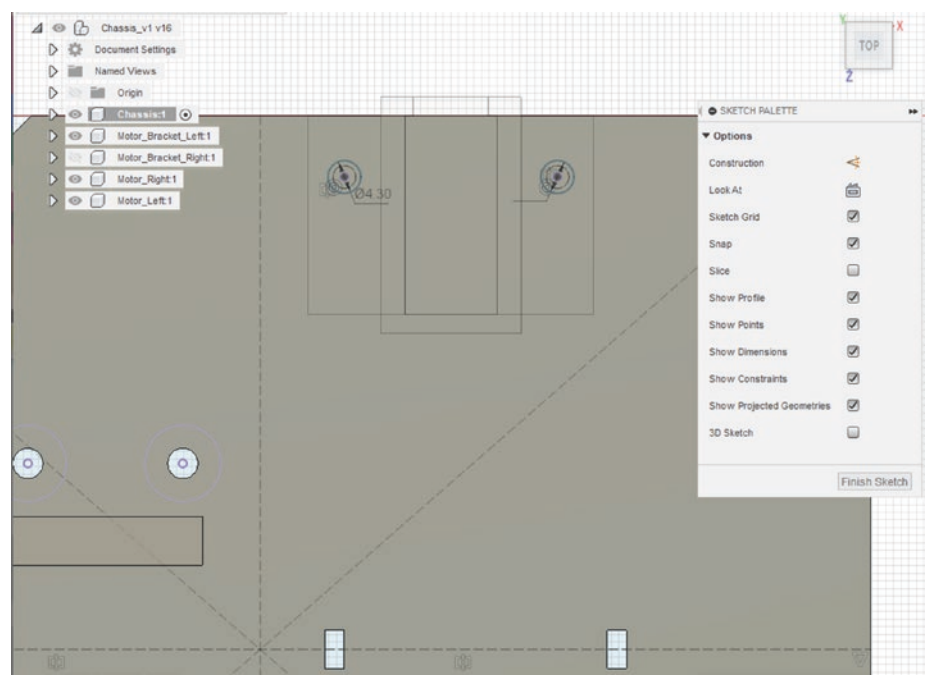 Chassis_v1 v16
Document Settings
Named Views
Origin
Chassis:1
Motor_Bracket_Left:1
Motor_Bracket_Right:1
Motor_Right:1
Motor_Left:1
Ø4.30
Y
X
TOP
Z
SKETCH PALETTE
Options
Construction
Look At
Sketch Grid
Snap
Slice
Show Profile
Show Points
Show Dimensions
Show Constraints
Show Projected Geometries
3D Sketch
Finish Sketch